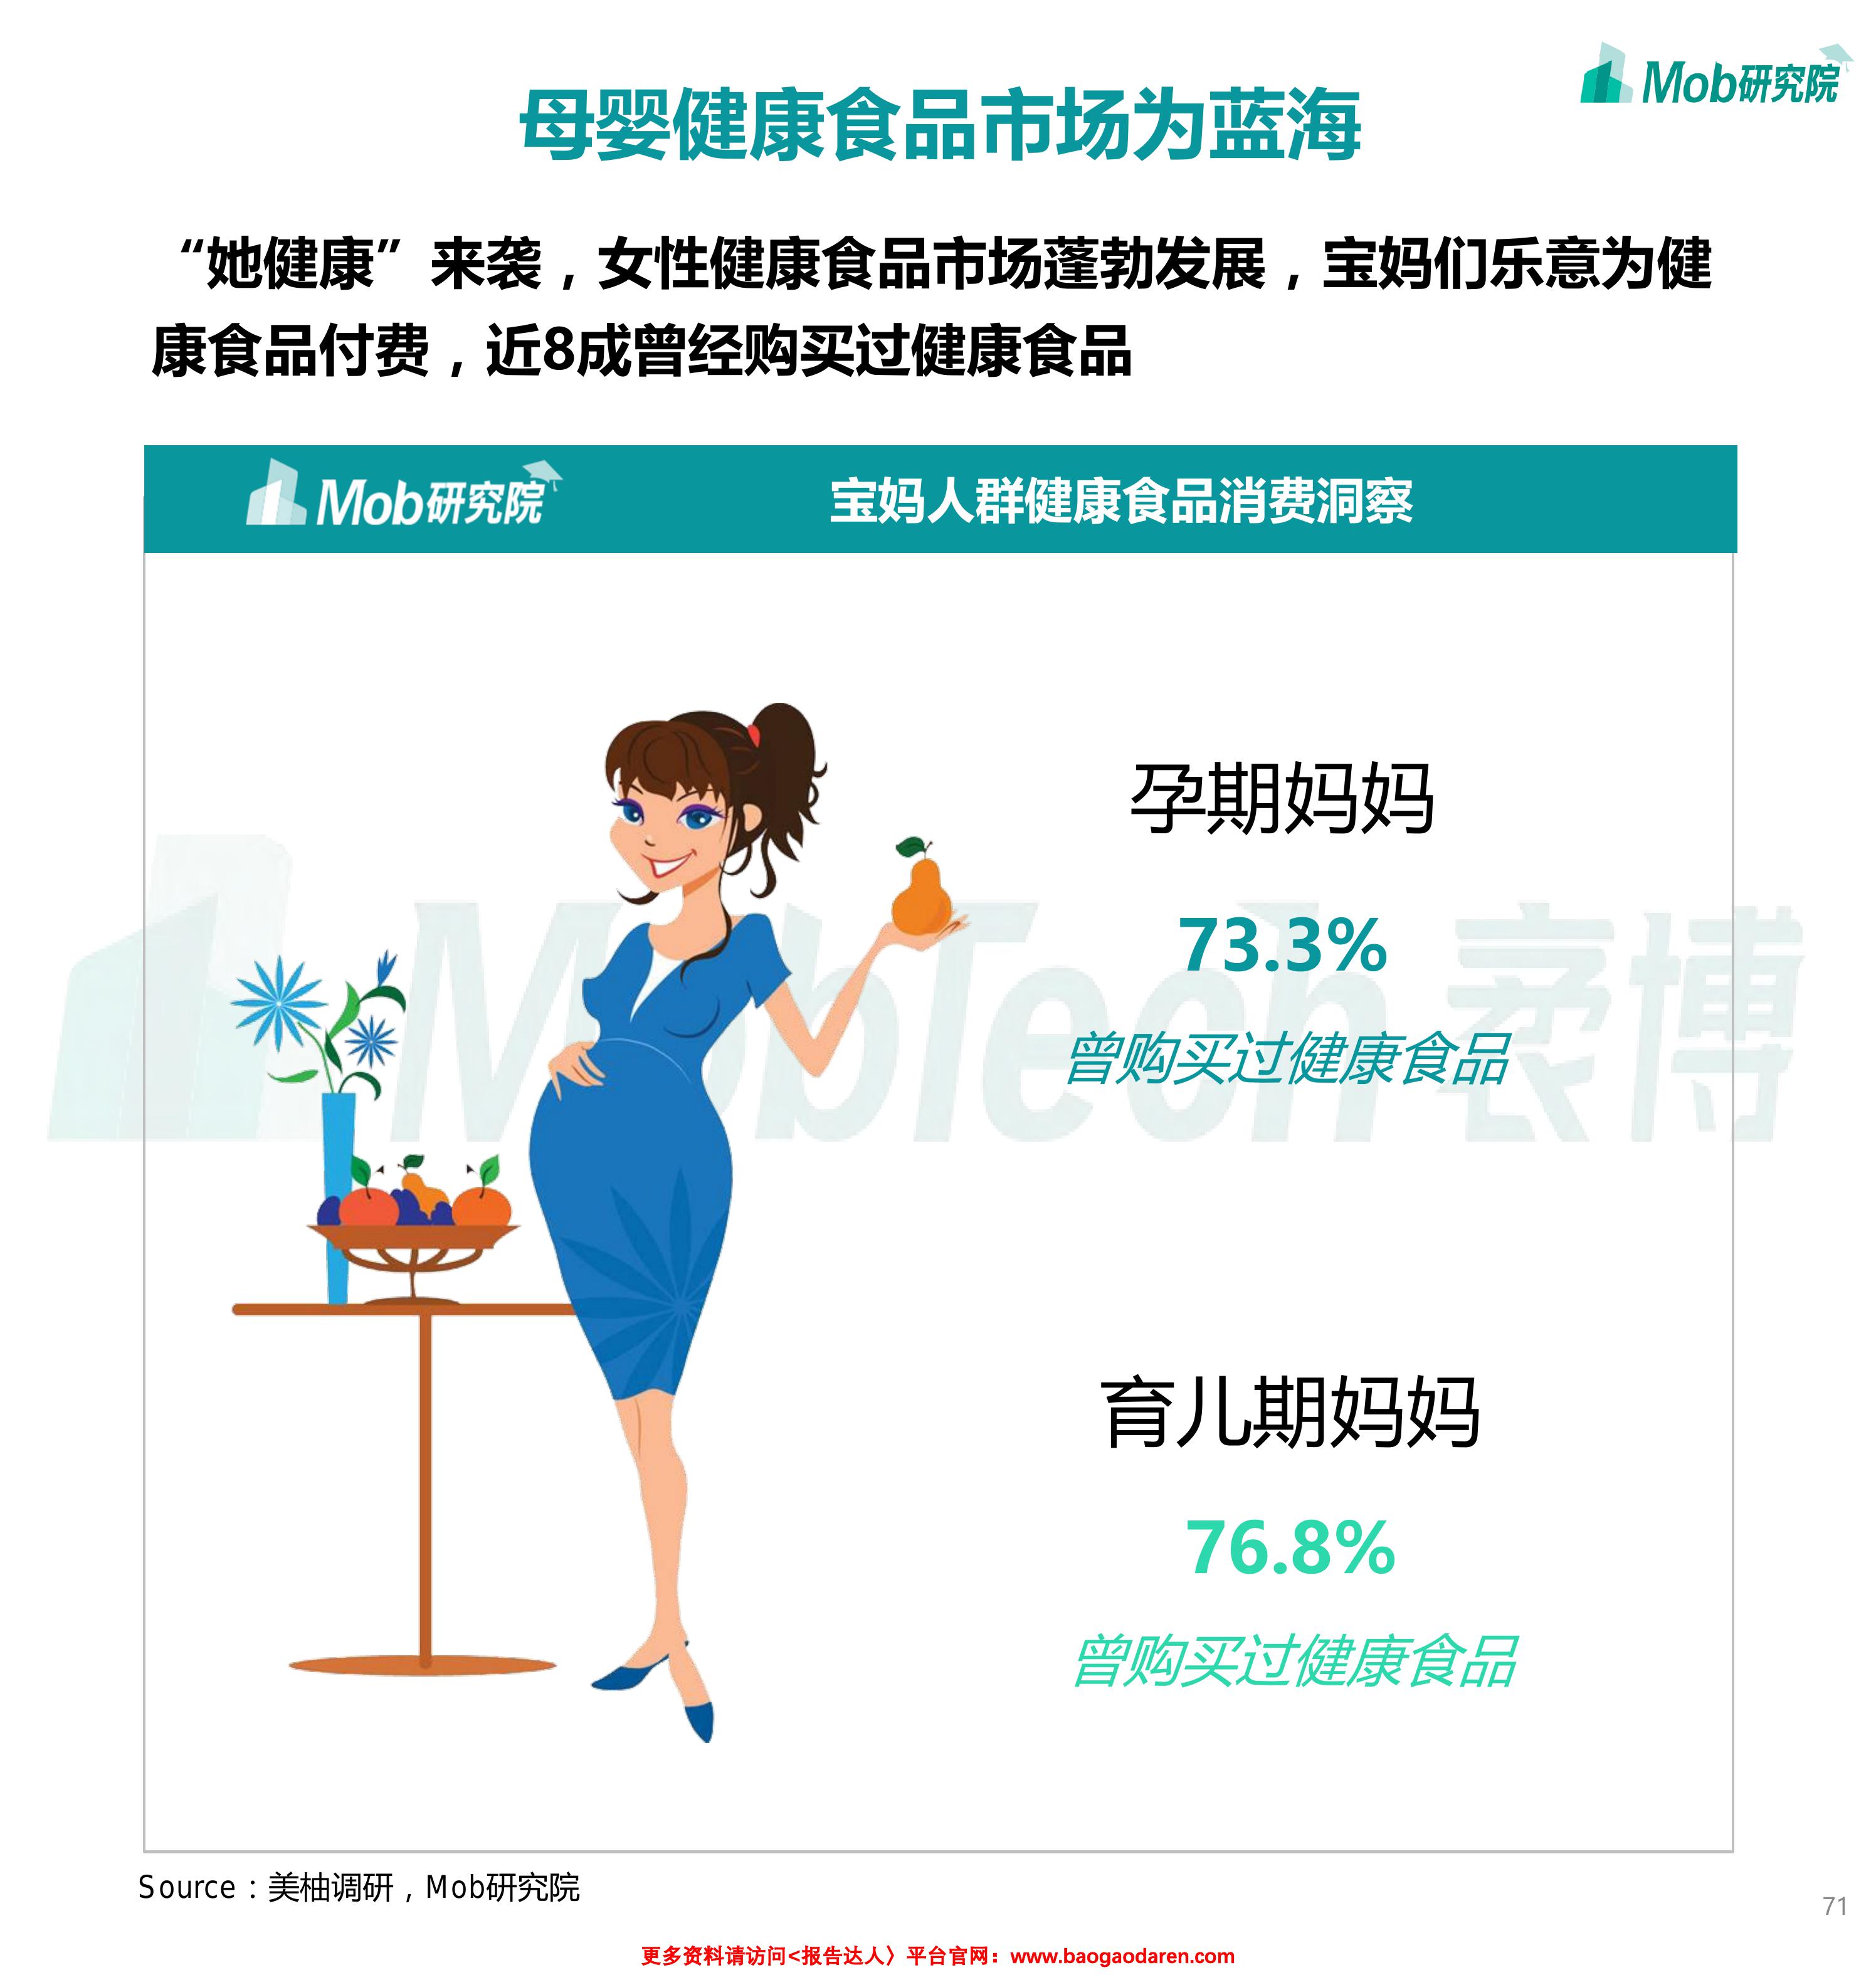 Mob研究院
母婴健康食品市场为蓝海
“她健康”来袭，女性健康食品市场蓬勃发展，宝妈们乐意为健
康食品付费，近8成曾经购买过健康食品
Mob研究院
宝妈人群健康食品消费洞察
孕期妈妈
73.3%
曾购买过健康食品
MobTech 袤博
育儿期妈妈
76.8%
曾购买过健康食品
Source：美柚调研，Mob研究院
71
更多资料请访问<报告达人〉平台官网：www.baogaodaren.com